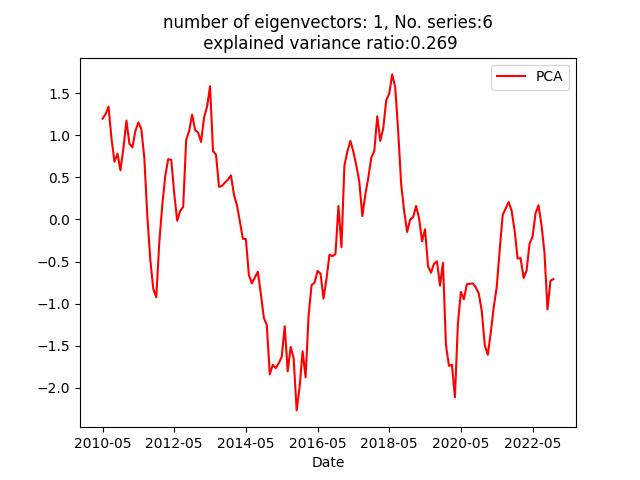 number of eigenvectors: 1, No. series:6
explained variance ratio:0.269
PCA
1.5
1.0
0.5
0.0
−0.5
−1.0
−1.5
−2.0
2010-05 2012-05 2014-05 2016-05 2018-05 2020-05 2022-05
Date